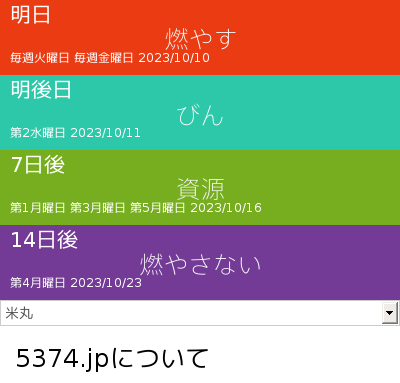 明日
燃やす
毎週火曜日 毎週金曜日 2023/10/10
明後日
びん
第2水曜日 2023/10/11
7日後
資源
第1月曜日 第3月曜日 第5月曜日 2023/10/16
14日後
燃やさない
第4月曜日 2023/10/23
米丸
5374.jpについて